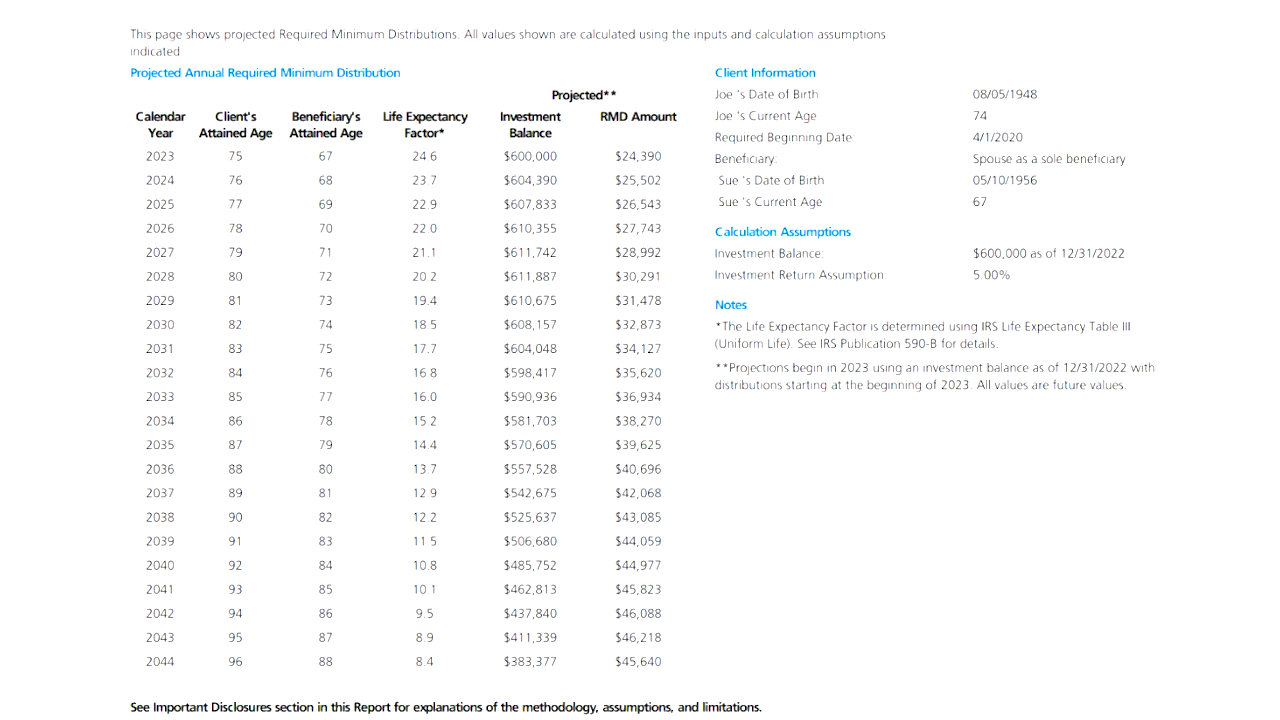 This page shows projected Required Minimum Distributions. All values shown are calculated using the inputs and calculation assumptions
indicated
Projected Annual Required Minimum Distribution
Projected**
Calendar Year Client's Attained Age Beneficiary's Attained Age Life Expectancy Factor* Investment Balance RMD Amount
2023 75 67 24 6 $600,000 $24,390
2024 76 68 23 7 $604,390 $25,502
2025 77 69 22 9 $607,833 $26,543
2026 78 70 22.0 $610,355 $27,743
2027 79 71 21.1 $611,742 $28,992
2028 80 72 20 2 $611,887 $30,291
2029 81 73 19.4 $610,675 $31,478
2030 82 74 18 5 $608,157 $32,873
2031 83 75 17.7 $604,048 $34,127
2032 84 76 16 8 $598,417 $35,620
2033 85 77 16.0 $590,936 $36,934
2034 86 78 15 2 $581,703 $38,270
2035 87 79 14.4 $570,605 $39,625
2036 88 80 13.7 $557,528 $40,696
2037 89 81 12 9 $542,675 $42,068
2038 90 82 12.2 $525,637 $43,085
2039 91 83 11 5 $506,680 $44,059
2040 92 84 10.8 $485,752 $44,977
2041 93 85 10 1 $462,813 $45,823
2042 94 86 9.5 $437,840 $46,088
2043 95 87 8.9 $411,339 $46,218
2044 96 88 8 4 $383,377 $45,640
Client Information
Joe 's Date of Birth 08/05/1948
Joe 's Current Age 74
Required Beginning Date 4/1/2020
Beneficiary: Spouse as a sole beneficiary
Sue 's Date of Birth 05/10/1956
Sue 's Current Age 67
Calculation Assumptions
Investment Balance: $600,000 as of 12/31/2022
Investment Return Assumption 5.00%
Notes
*The Life Expectancy Factor is determined using IRS Life Expectancy Table III
(Uniform Life). See IRS Publication 590-B for details.
**Projections begin in 2023 using an investment balance as of 12/31/2022 with
distributions starting at the beginning of 2023. All values are future values.
See Important Disclosures section in this Report for explanations of the methodology, assumptions, and limitations.